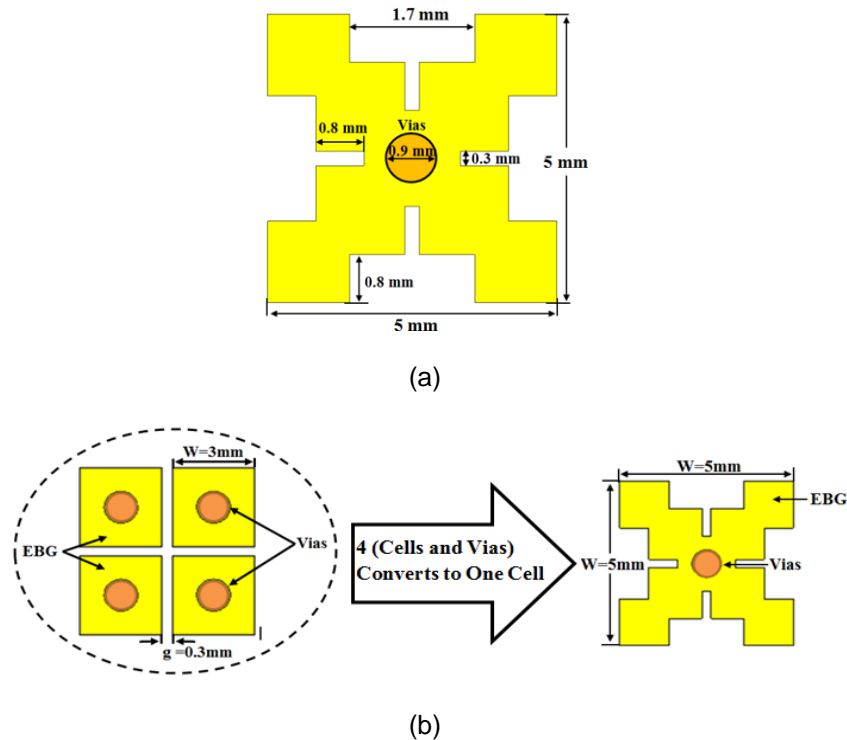 1.7 mm
0.8 mm
Vias
0.9 mm
0.3 mm
5 mm
0.8 mm
5 mm
(a)
W=3mm
EBG
Vias
g =0.3mm
4 (Cells and Vias)
Converts to One Cell
W=5mm
EBG
W=5mm
Vias
(b)